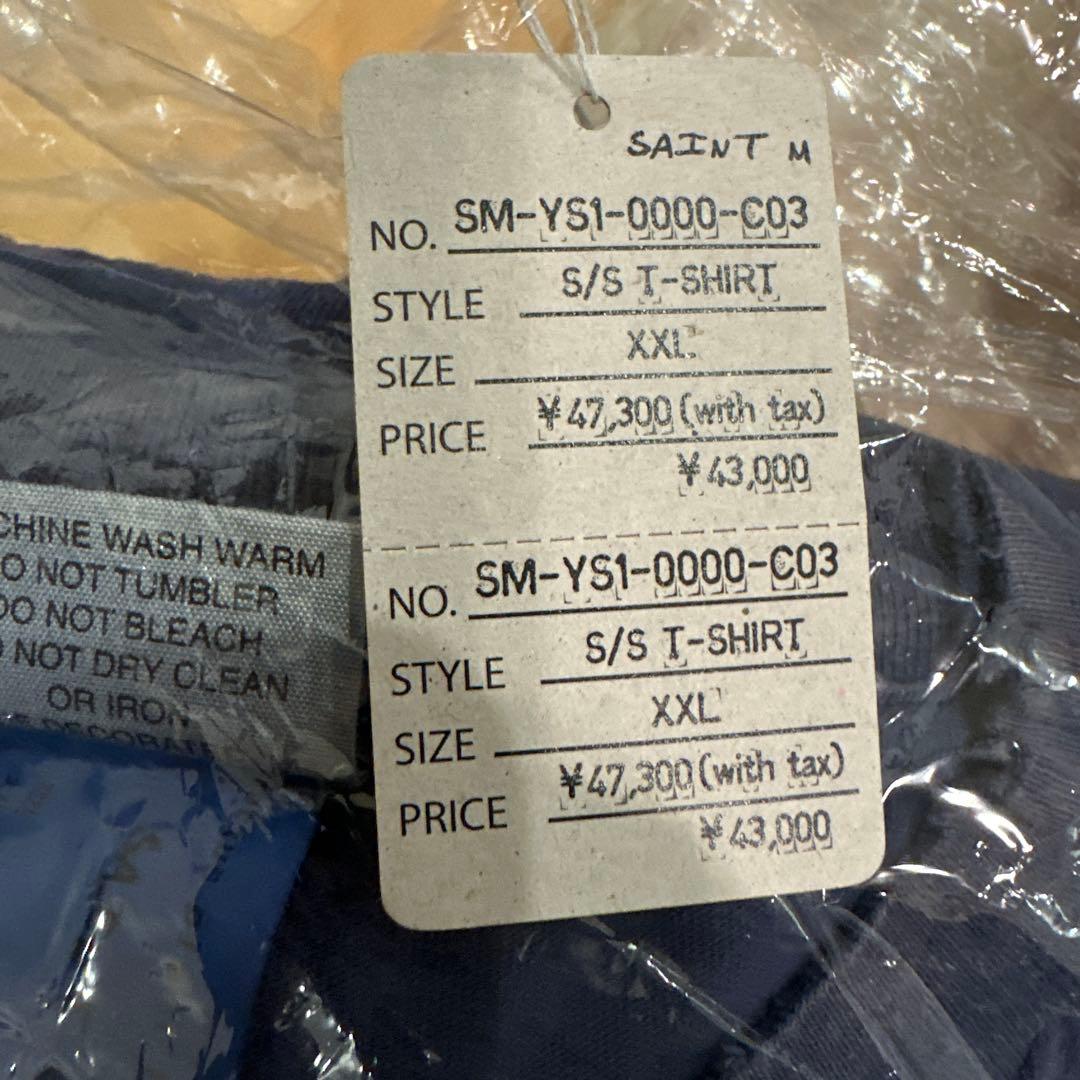 SAINT M
NO. SM-YS1-0000-C03
STYLE S/S T-SHIRT
SIZE XXL
PRICE ¥47,300(with tax)
¥43,000
NO. SM-YS1-0000-C03
STYLE S/S T-SHIRT
SIZE XXL
PRICE ¥47,300(with tax)
¥43,000
CHINE WASH WARM
O NOT TUMBLER
DO NOT BLEACH
NOT DRY CLEAN
OR IRON